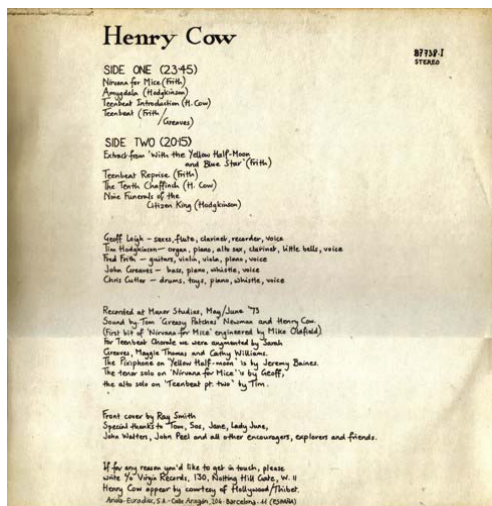 Henry Cow
87738-I
STEREO
SIDE ONE (23:45)
Nirvana for Mice (Frith)
Amygdala (Hodgkinson)
Teenbeat Introduction (H. Cow)
Teenbeat (Frith/
Greaves)
SIDE TWO (20:15)
Extract from 'With the Yellow Half-Moon
and Blue Star' (Frith)
Teenbeat Reprise (Frith)
The Tenth Chaffinch (H. Cow)
Nine Funerals of the
Citizen King (Hodgkinson)
Geoff Leigh – saxes, flute, clarinet, recorder, voice
Tim Hodgkinson – organ, piano, alto sax, clarinet, little bells, voice
Fred Frith – guitars, violin, viola, piano, voice
John Greaves – bass, piano, whistle, voice
Chris Cutler – drums, toys, piano, whistle, voice
Recorded at Manor Studios, May/June '73
Sound by Tom 'Greasy Patches' Newman and Henry Cow.
(First bit of 'Nirvana for Mice' engineered by Mike Oldfield)
For Teenbeat Chorale we were augmented by Sarah
Greaves, Maggie Thomas and Cathy Williams.
The Pixiphone on 'Yellow Half-moon' is by Jeremy Baines.
The tenor solo on 'Nirvana for Mice' is by Geoff,
the alto solo on 'Teenbeat pt. two' by Tim.
Front cover by Ray Smith
Special thanks to Tom, Sos, Jane, Lady June,
John Walters, John Peel and all other encouragers, explorers and friends.
If for any reason you'd like to get in touch, please
write % Virgin Records, 130, Notting Hill Gate, W. 11
Henry Cow appear by courtesy of Hollywood/Thibet.
Ariola-Eurodisc, S.A.- Calle Aragón, 204-Barcelona-11 (ESPAÑA)